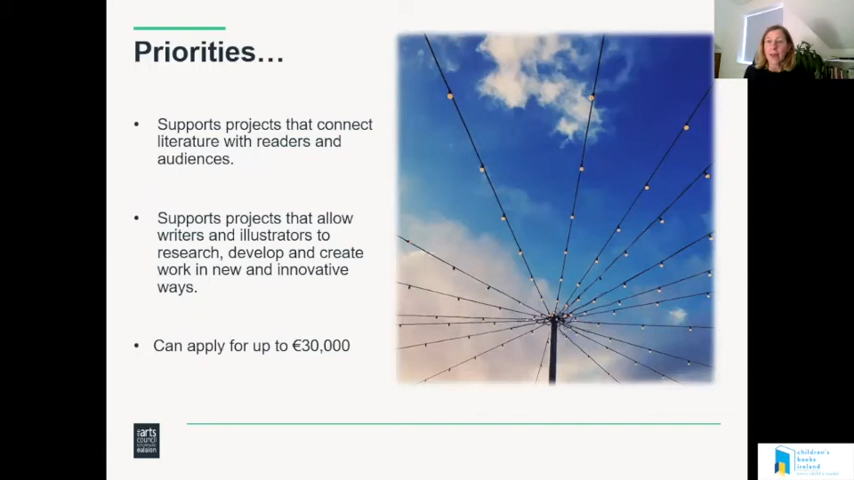 Priorities...
• Supports projects that connect
literature with readers and
audiences.
• Supports projects that allow
writers and illustrators to
research, develop and create
work in new and innovative
ways.
• Can apply for up to €30,000
arts
council
ealaíon
children's
books
ireland